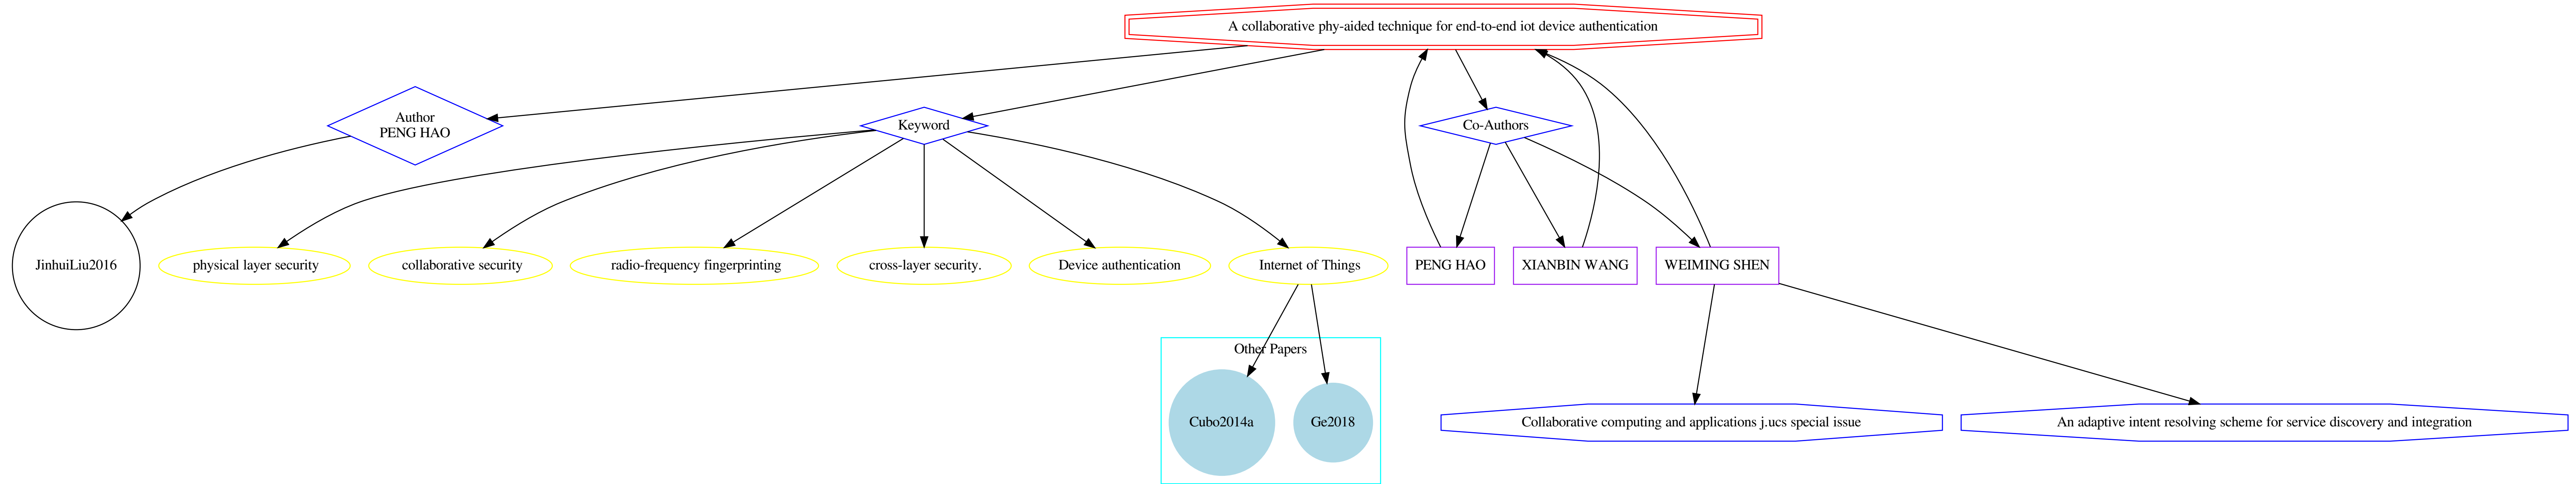 A collaborative phy-aided technique for end-to-end iot device authentication
Author
PENG HAO
Keyword
Co-Authors
JinhuiLiu2016
physical layer security
collaborative security
radio-frequency fingerprinting
cross-layer security.
Device authentication
Internet of Things
PENG HAO
XIANBIN WANG
WEIMING SHEN
Other Papers
Cubo2014a
Ge2018
Collaborative computing and applications j.ucs special issue
An adaptive intent resolving scheme for service discovery and integration